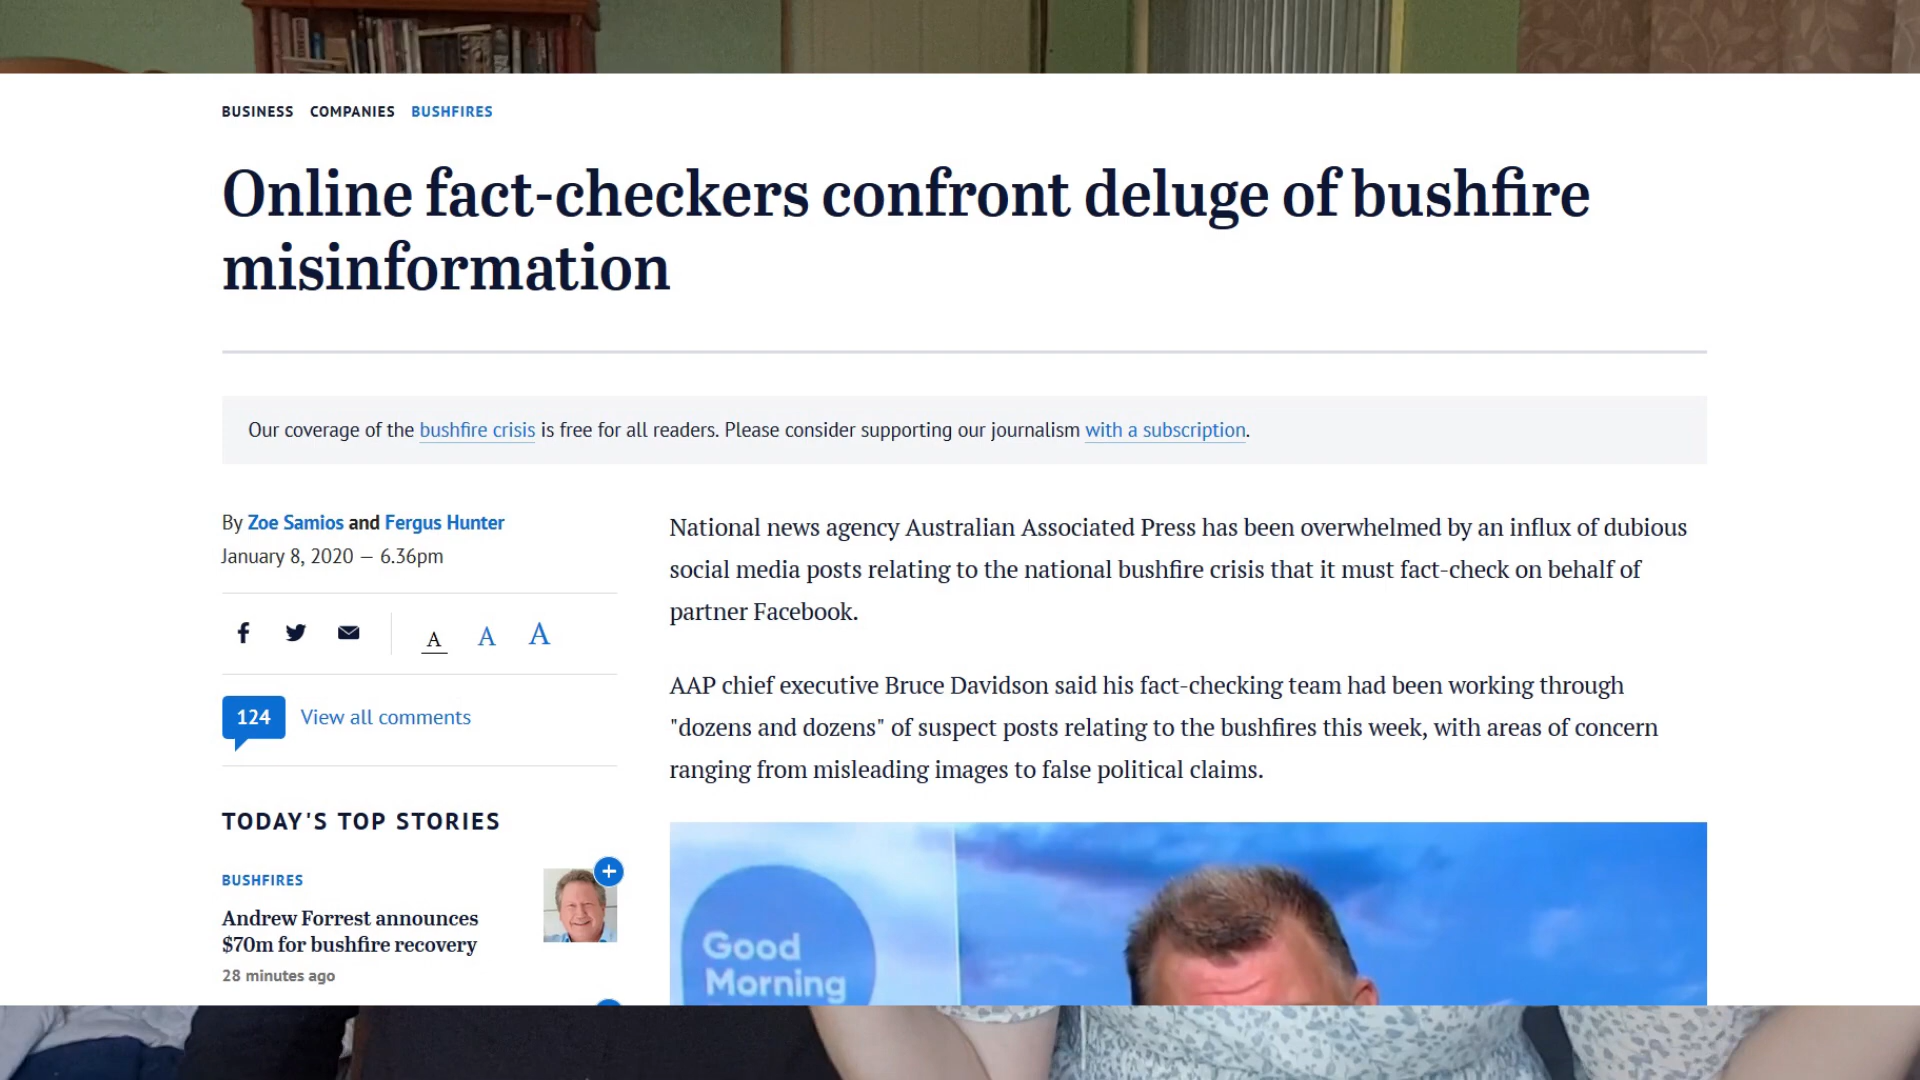 BUSINESS COMPANIES BUSHFIRES
Online fact-checkers confront deluge of bushfire
misinformation
Our coverage of the bushfire crisis is free for all readers. Please consider supporting our journalism with a subscription.
By Zoe Samios and Fergus Hunter
January 8, 2020 — 6.36pm
A A A
124 View all comments
TODAY'S TOP STORIES
BUSHFIRES
Andrew Forrest announces
$70m for bushfire recovery
28 minutes ago
National news agency Australian Associated Press has been overwhelmed by an influx of dubious
social media posts relating to the national bushfire crisis that it must fact-check on behalf of
partner Facebook.
AAP chief executive Bruce Davidson said his fact-checking team had been working through
"dozens and dozens" of suspect posts relating to the bushfires this week, with areas of concern
ranging from misleading images to false political claims.
Good
Morning